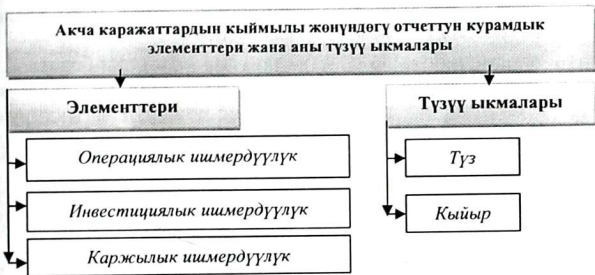 Акча каражаттардын кыймылы жөнүндөгү отчеттун курамдык
элементтери жана аны түзүү ыкмалары
Элементтери
Операциялык ишмердүүлүк
Инвестициялык ишмердүүлүк
Каржылык ишмердүүлүк
Түзүү ыкмалары
Түз
Кыйыр